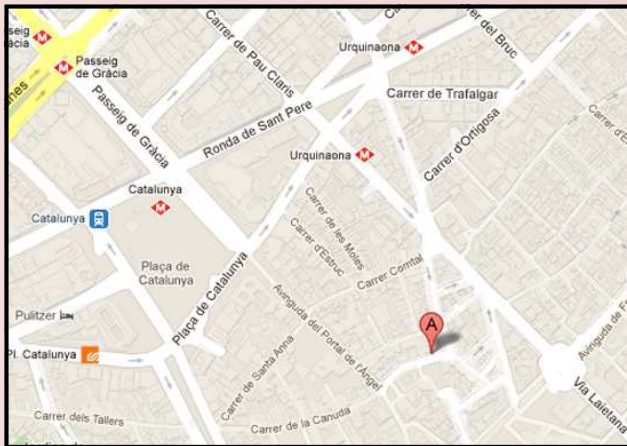 Passeig
de Gràcia
Carrer de Pau Claris
Urquinaona
Carrer del Bruc
Passeig de Gràcia
Ronda de Sant Pere
Carrer de Trafalgar
Carrer d'Ortigosa
Urquinaona
Catalunya
Catalunya
Carrer de les Moles
Carrer d'Estruc
Plaça de
Catalunya
Plaça de Catalunya
Carrer Comtal
Pulitzer
Avinguda del Portal de l'Àngel
A
Pl. Catalunya
Carrer de Santa Anna
Via Laietana
Carrer dels Tallers
Carrer de la Canuda